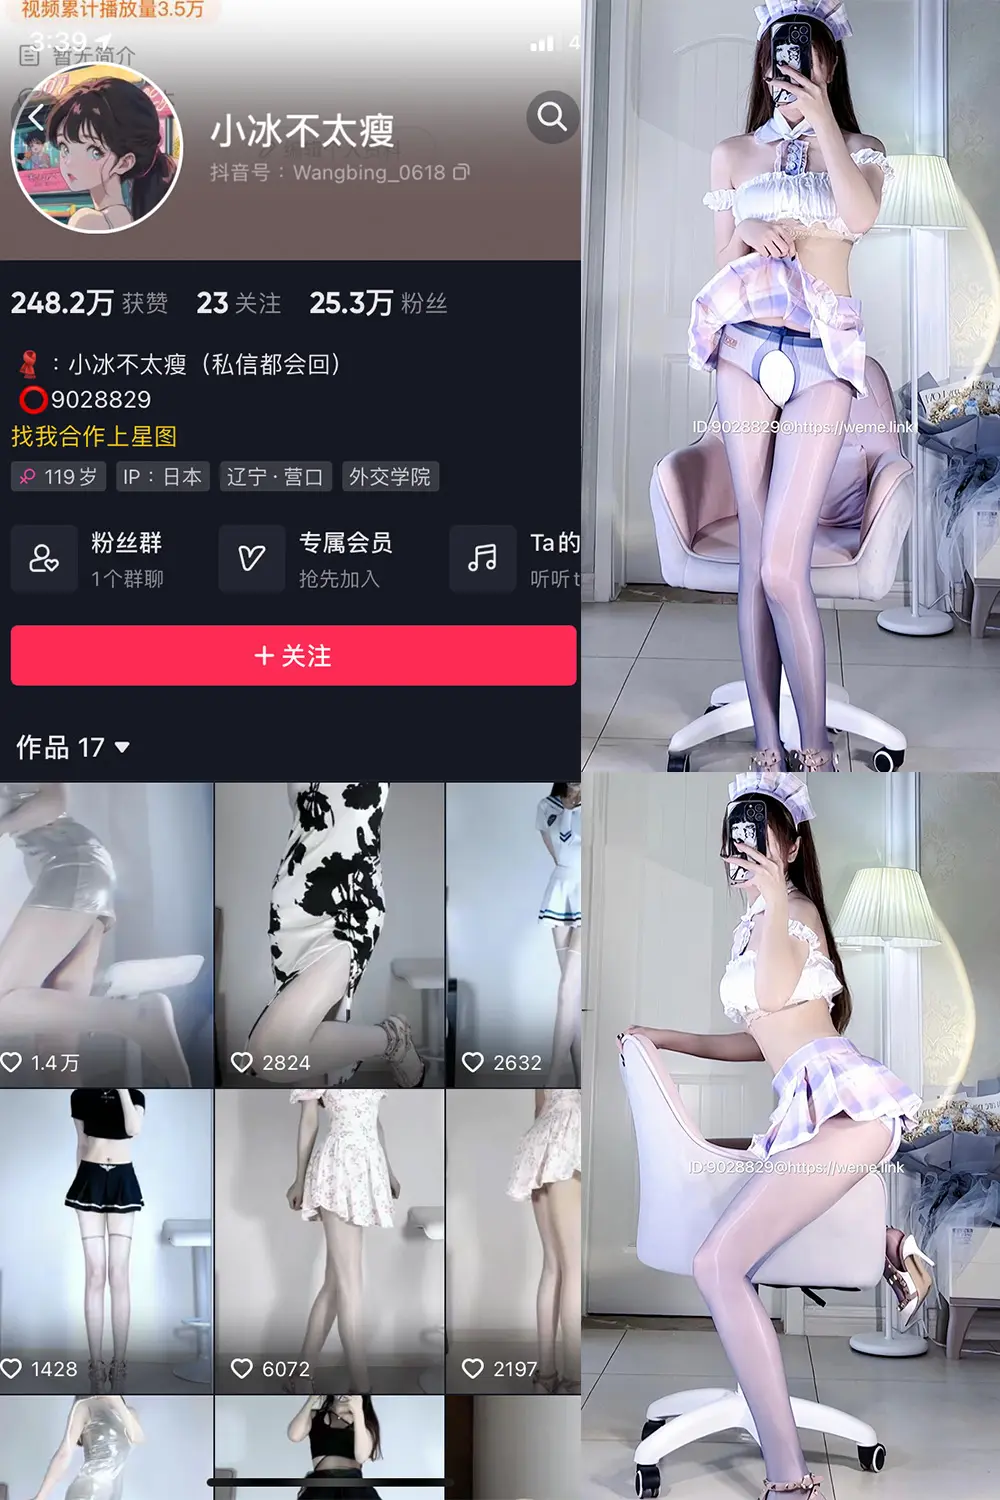 视频累计播放量3.5万
3:39
4
暂无简介
小冰不太瘦
抖音号：Wangbing_0618
248.2万 获赞 23 关注 25.3万 粉丝
：小冰不太瘦（私信都会回）
9028829
找我合作上星图
119岁 IP：日本 辽宁·营口 外交学院
粉丝群 专属会员 Ta的
1个群聊 抢先加入 听听t
+ 关注
作品 17
1.4万 2824 2632
1428 6072 2197
ID:9028829@https://weme.link
ID:9028829@https://weme.link